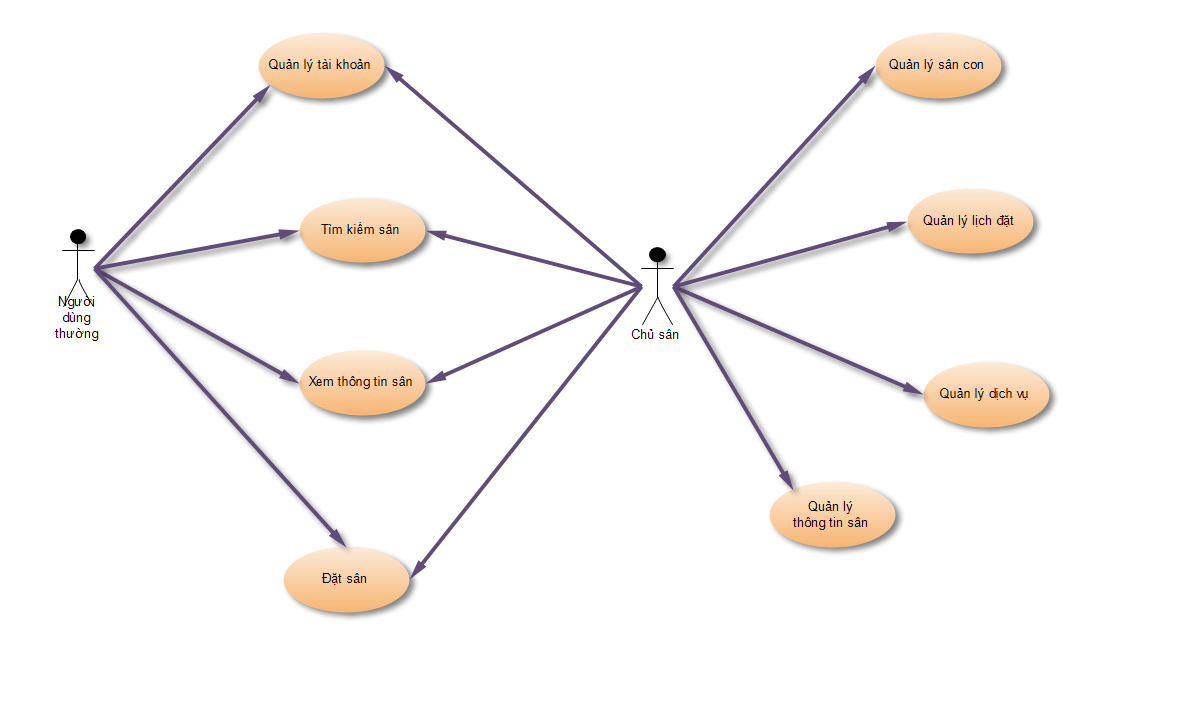 Quản lý tài khoản
Quản lý sân con
Tìm kiểm sân
Quản lý lịch đặt
Người
dùng
thường
Chủ sân
Xem thông tin sân
Quản lý dịch vụ
Quản lý
thông tin sân
Đặt sân